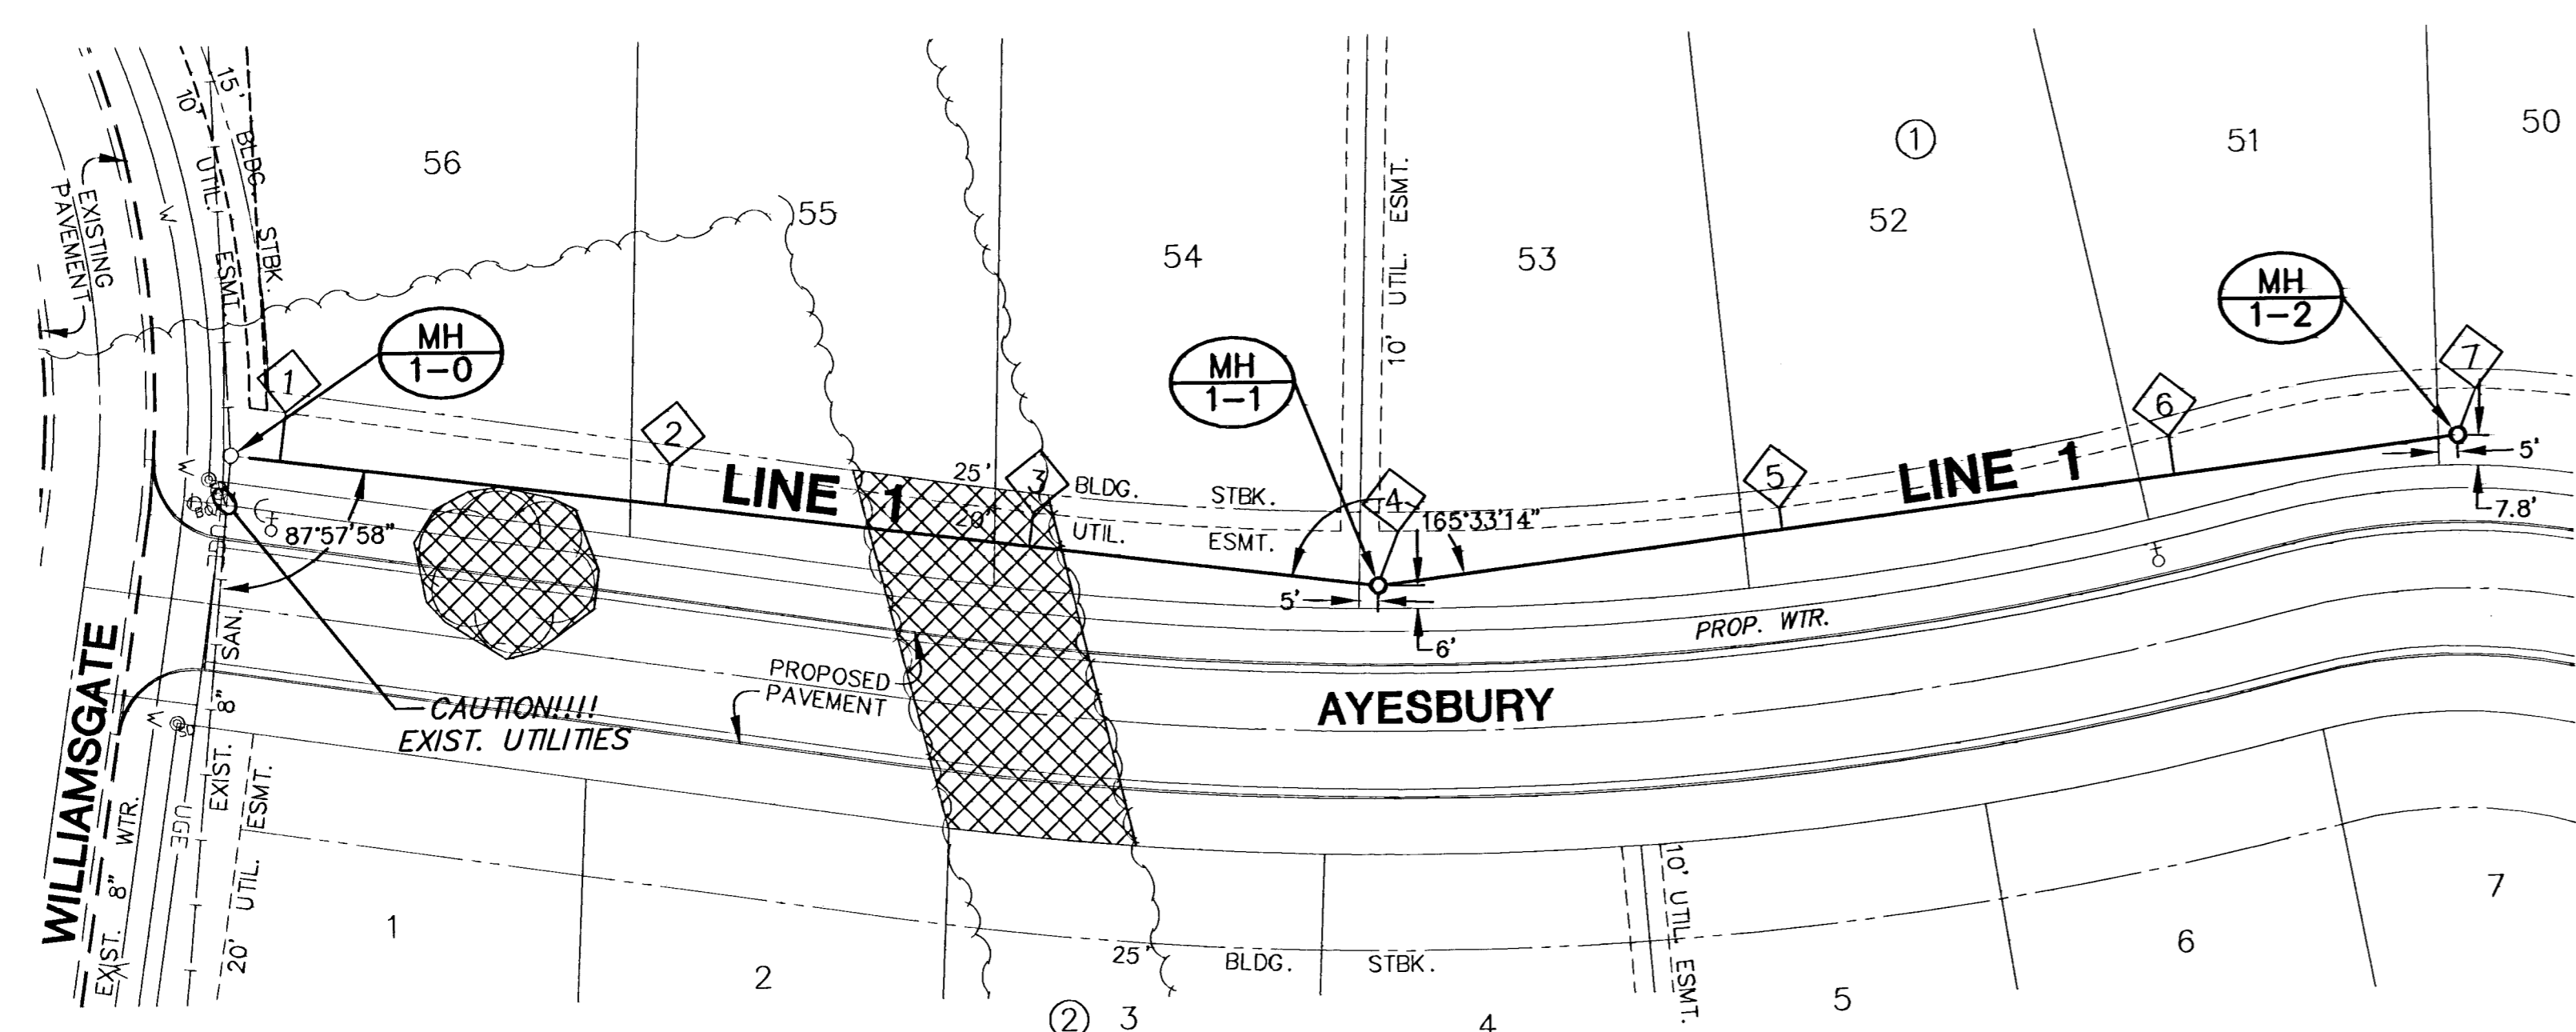 15'
BLDG. STBK.
10'
UTIL. ESMT.
EXISTING
PAVEMENT
W
56
55
54
53
52
①
51
50
10' UTIL. ESMT.
MH
1-0
MH
1-1
MH
1-2
1
2
3
4
5
6
7
LINE 1
LINE 1
25'
BLDG. STBK.
20'
UTIL. ESMT.
87°57'58"
165°33'14"
5'
6'
5'
7.8'
W
PROP. WTR.
PROPOSED
PAVEMENT
AYESBURY
CAUTION!!!!
EXIST. UTILITIES
WILLIAMSGATE
EXIST. 8" WTR.
W
W
UGE
EXIST. 8" SAN.
20' UTIL. ESMT.
1
2
②
3
4
5
6
7
25'
BLDG. STBK.
10' UTIL. ESMT.